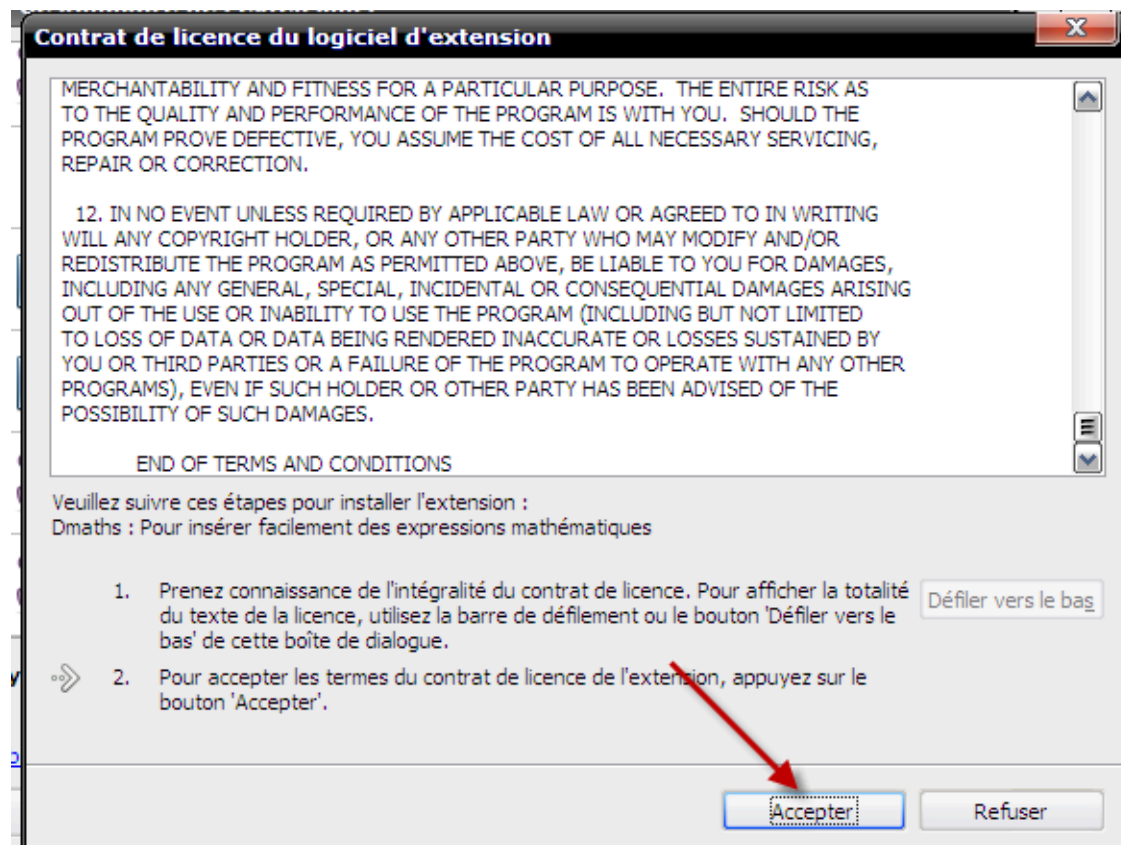 Contrat de licence du logiciel d'extension
MERCHANTABILITY AND FITNESS FOR A PARTICULAR PURPOSE.  THE ENTIRE RISK AS
TO THE QUALITY AND PERFORMANCE OF THE PROGRAM IS WITH YOU.  SHOULD THE
PROGRAM PROVE DEFECTIVE, YOU ASSUME THE COST OF ALL NECESSARY SERVICING,
REPAIR OR CORRECTION.
12. IN NO EVENT UNLESS REQUIRED BY APPLICABLE LAW OR AGREED TO IN WRITING
WILL ANY COPYRIGHT HOLDER, OR ANY OTHER PARTY WHO MAY MODIFY AND/OR
REDISTRIBUTE THE PROGRAM AS PERMITTED ABOVE, BE LIABLE TO YOU FOR DAMAGES,
INCLUDING ANY GENERAL, SPECIAL, INCIDENTAL OR CONSEQUENTIAL DAMAGES ARISING
OUT OF THE USE OR INABILITY TO USE THE PROGRAM (INCLUDING BUT NOT LIMITED
TO LOSS OF DATA OR DATA BEING RENDERED INACCURATE OR LOSSES SUSTAINED BY
YOU OR THIRD PARTIES OR A FAILURE OF THE PROGRAM TO OPERATE WITH ANY OTHER
PROGRAMS), EVEN IF SUCH HOLDER OR OTHER PARTY HAS BEEN ADVISED OF THE
POSSIBILITY OF SUCH DAMAGES.
END OF TERMS AND CONDITIONS
Veuillez suivre ces étapes pour installer l'extension :
Dmaths : Pour insérer facilement des expressions mathématiques
1. Prenez connaissance de l'intégralité du contrat de licence. Pour afficher la totalité
du texte de la licence, utilisez la barre de défilement ou le bouton 'Défiler vers le
bas' de cette boîte de dialogue.
Défiler vers le bas
2. Pour accepter les termes du contrat de licence de l'extension, appuyez sur le
bouton 'Accepter'.
Accepter
Refuser